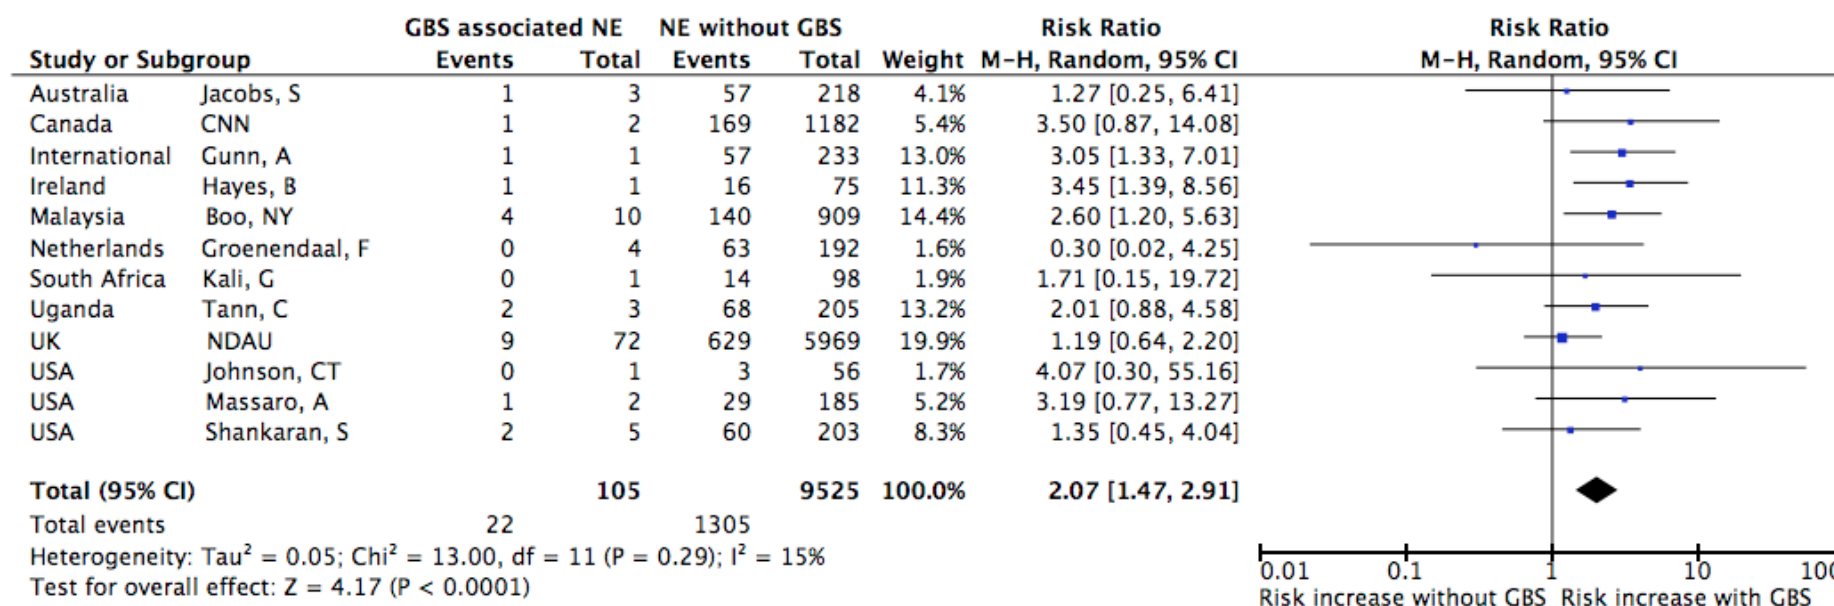 GBS associated NE NE without GBS Risk Ratio Risk Ratio
Study or Subgroup Events Total Events Total Weight M-H, Random, 95% CI M-H, Random, 95% CI
Australia Jacobs, S 1 3 57 218 4.1% 1.27 [0.25, 6.41]
Canada CNN 1 2 169 1182 5.4% 3.50 [0.87, 14.08]
International Gunn, A 1 1 57 233 13.0% 3.05 [1.33, 7.01]
Ireland Hayes, B 1 1 16 75 11.3% 3.45 [1.39, 8.56]
Malaysia Boo, NY 4 10 140 909 14.4% 2.60 [1.20, 5.63]
Netherlands Groenendaal, F 0 4 63 192 1.6% 0.30 [0.02, 4.25]
South Africa Kali, G 0 1 14 98 1.9% 1.71 [0.15, 19.72]
Uganda Tann, C 2 3 68 205 13.2% 2.01 [0.88, 4.58]
UK NDAU 9 72 629 5969 19.9% 1.19 [0.64, 2.20]
USA Johnson, CT 0 1 3 56 1.7% 4.07 [0.30, 55.16]
USA Massaro, A 1 2 29 185 5.2% 3.19 [0.77, 13.27]
USA Shankaran, S 2 5 60 203 8.3% 1.35 [0.45, 4.04]
Total (95% CI) 105 9525 100.0% 2.07 [1.47, 2.91]
Total events 22 1305
Heterogeneity: Tau² = 0.05; Chi² = 13.00, df = 11 (P = 0.29); I² = 15%
Test for overall effect: Z = 4.17 (P < 0.0001)
0.01 0.1 1 10 100
Risk increase without GBS Risk increase with GBS